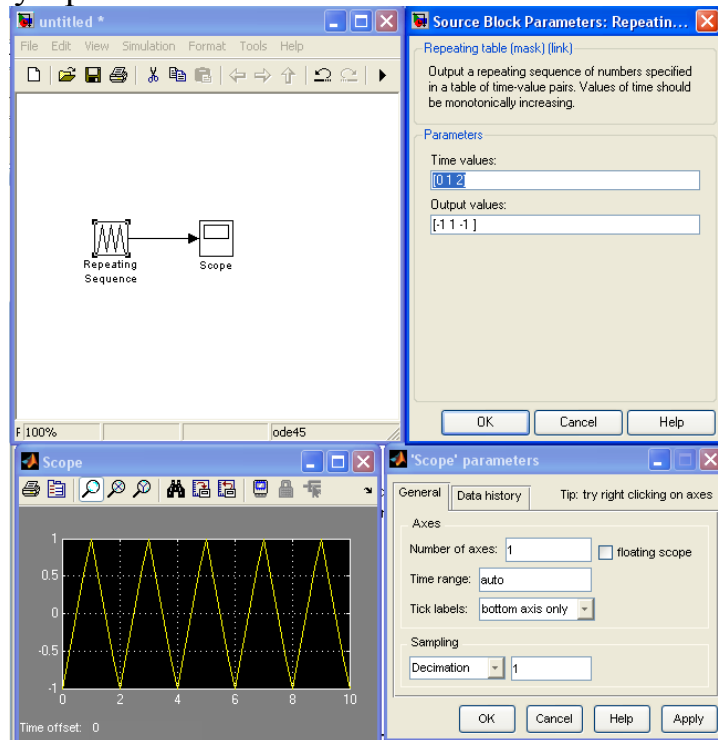 untitled *
File Edit View Simulation Format Tools Help
Repeating
Sequence
Scope
F 100%
ode45
Source Block Parameters: Repeatin...
Repeating table (mask) (link)
Output a repeating sequence of numbers specified
in a table of time-value pairs. Values of time should
be monotonically increasing.
Parameters
Time values:
[0 1 2]
Output values:
[-1 1 -1 ]
OK Cancel Help
Scope
1
0.5
0
-0.5
-1
0 2 4 6 8 10
Time offset: 0
'Scope' parameters
General Data history Tip: try right clicking on axes
Axes
Number of axes: 1 floating scope
Time range: auto
Tick labels: bottom axis only
Sampling
Decimation 1
OK Cancel Help Apply